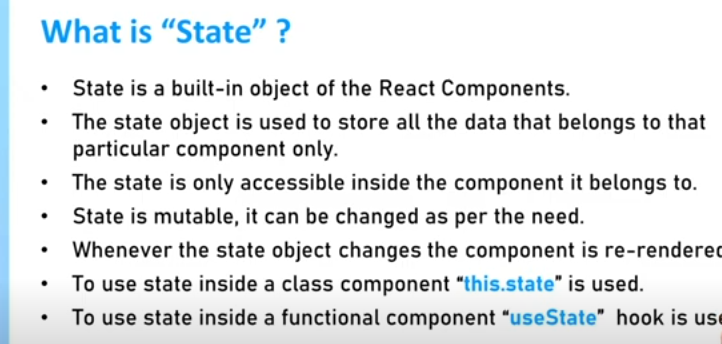 What is “State” ?
• State is a built-in object of the React Components.
• The state object is used to store all the data that belongs to that
particular component only.
• The state is only accessible inside the component it belongs to.
• State is mutable, it can be changed as per the need.
• Whenever the state object changes the component is re-rendered
• To use state inside a class component “this.state” is used.
• To use state inside a functional component “useState” hook is use